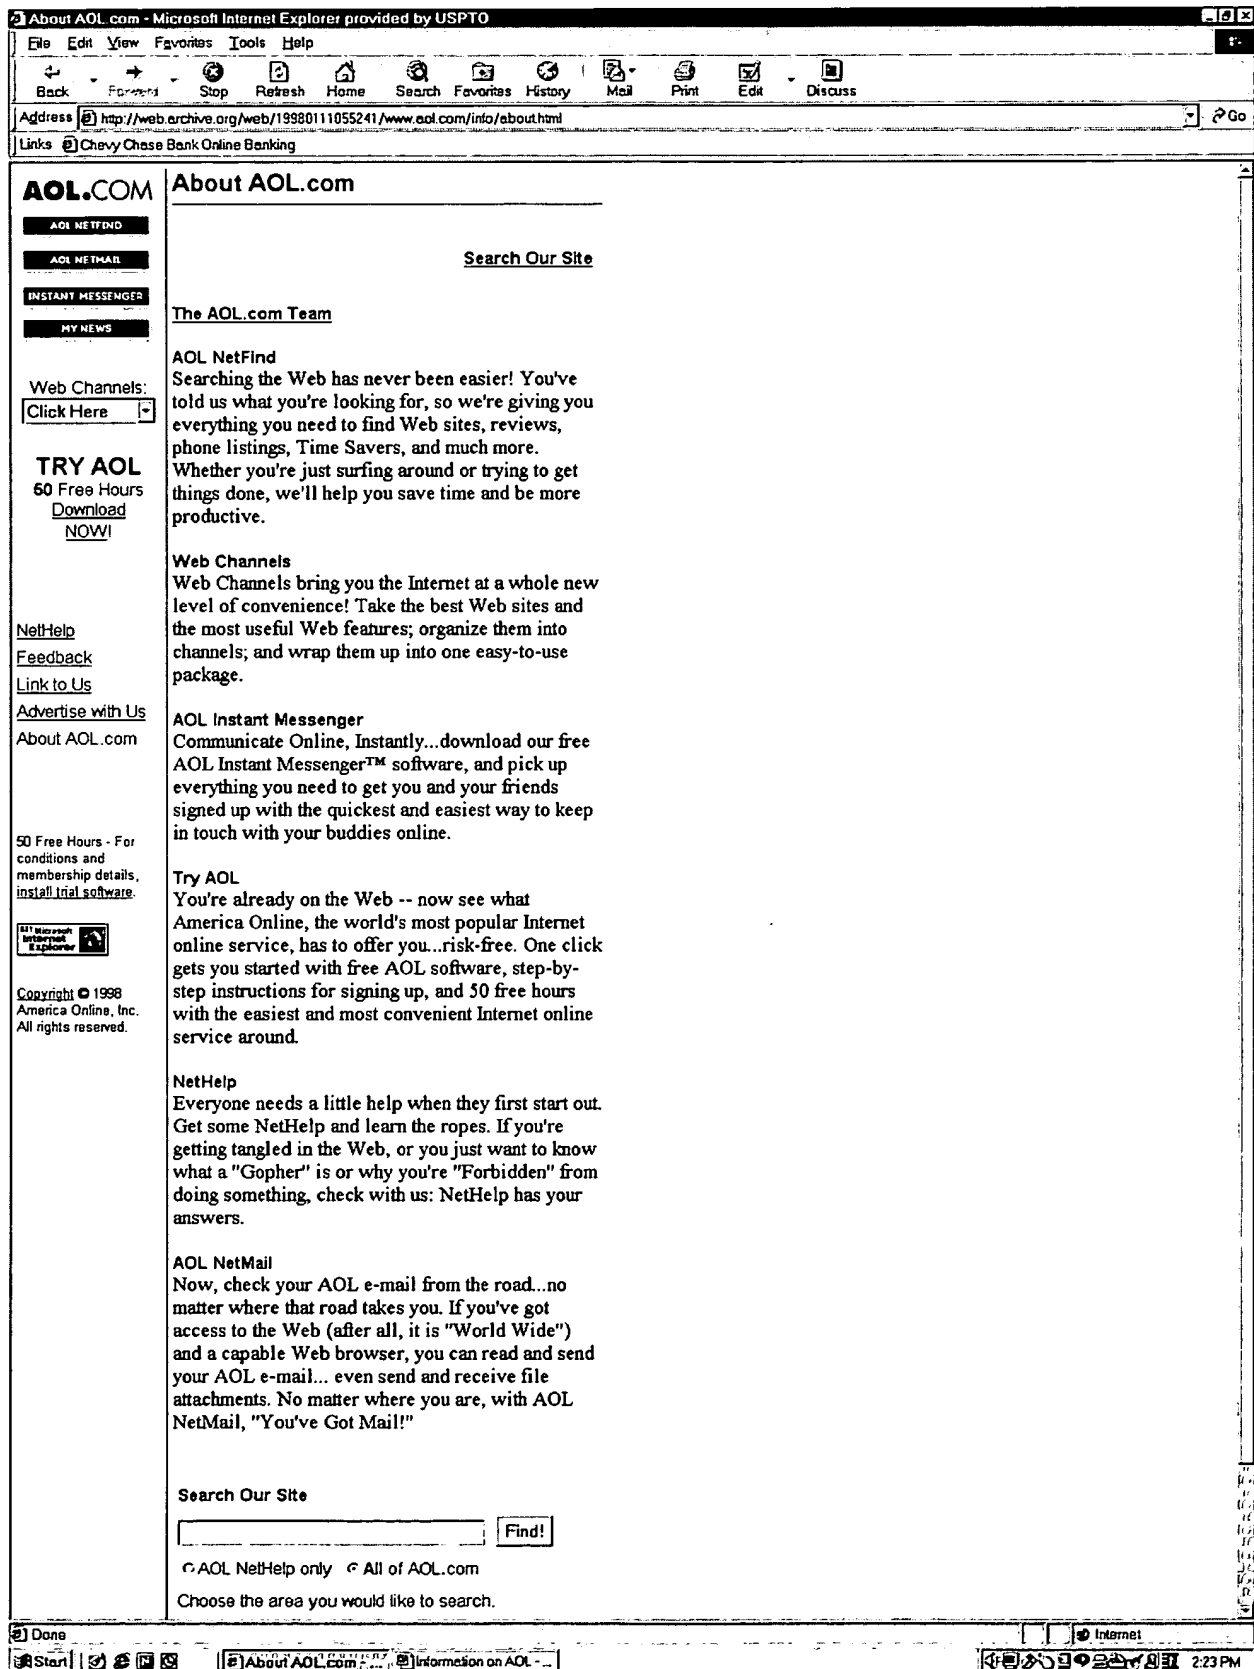 About AOL.com - Microsoft Internet Explorer provided by USPTO
File Edit View Favorites Tools Help
Back Forward Stop Refresh Home Search Favorites History Mail Print Edit Discuss
Address http://web.archive.org/web/19980111055241/www.aol.com/info/about.html Go
Links Chevy Chase Bank Online Banking
AOL.COM
AOL NETFIND
AOL NETMAIL
INSTANT MESSENGER
MY NEWS
Web Channels:
Click Here
TRY AOL
50 Free Hours
Download
NOW!
NetHelp
Feedback
Link to Us
Advertise with Us
About AOL.com
50 Free Hours - For
conditions and
membership details,
install trial software.
Microsoft
Internet
Explorer
Copyright © 1998
America Online, Inc.
All rights reserved.
About AOL.com
Search Our Site
The AOL.com Team
AOL NetFind
Searching the Web has never been easier! You've
told us what you're looking for, so we're giving you
everything you need to find Web sites, reviews,
phone listings, Time Savers, and much more.
Whether you're just surfing around or trying to get
things done, we'll help you save time and be more
productive.
Web Channels
Web Channels bring you the Internet at a whole new
level of convenience! Take the best Web sites and
the most useful Web features; organize them into
channels; and wrap them up into one easy-to-use
package.
AOL Instant Messenger
Communicate Online, Instantly...download our free
AOL Instant Messenger™ software, and pick up
everything you need to get you and your friends
signed up with the quickest and easiest way to keep
in touch with your buddies online.
Try AOL
You're already on the Web -- now see what
America Online, the world's most popular Internet
online service, has to offer you...risk-free. One click
gets you started with free AOL software, step-by-
step instructions for signing up, and 50 free hours
with the easiest and most convenient Internet online
service around.
NetHelp
Everyone needs a little help when they first start out.
Get some NetHelp and learn the ropes. If you're
getting tangled in the Web, or you just want to know
what a "Gopher" is or why you're "Forbidden" from
doing something, check with us: NetHelp has your
answers.
AOL NetMail
Now, check your AOL e-mail from the road...no
matter where that road takes you. If you've got
access to the Web (after all, it is "World Wide")
and a capable Web browser, you can read and send
your AOL e-mail... even send and receive file
attachments. No matter where you are, with AOL
NetMail, "You've Got Mail!"
Search Our Site
Find!
AOL NetHelp only All of AOL.com
Choose the area you would like to search.
Done Internet
Start About AOL.com - ... Information on AOL - ... 2:23 PM